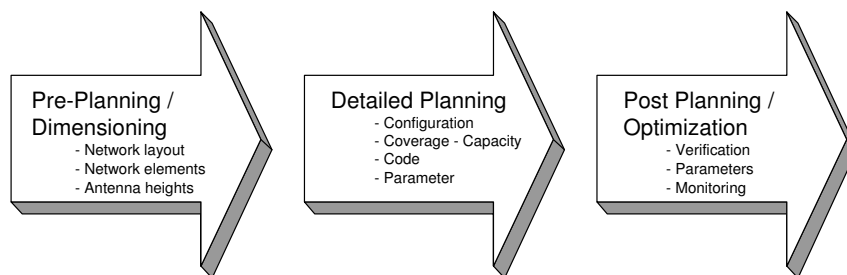 Pre-Planning /
Dimensioning
- Network layout
- Network elements
- Antenna heights
Detailed Planning
- Configuration
- Coverage - Capacity
- Code
- Parameter
Post Planning /
Optimization
- Verification
- Parameters
- Monitoring